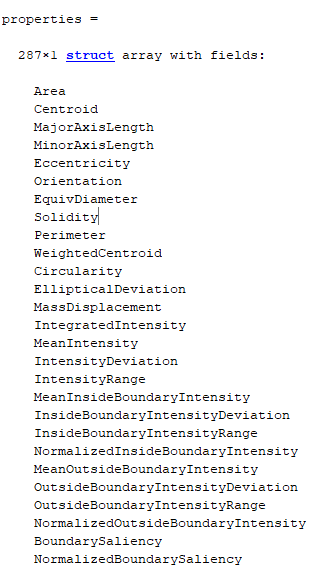 properties =
287×1 struct array with fields:
Area
Centroid
MajorAxisLength
MinorAxisLength
Eccentricity
Orientation
EquivDiameter
Solidity
Perimeter
WeightedCentroid
Circularity
EllipticalDeviation
MassDisplacement
IntegratedIntensity
MeanIntensity
IntensityDeviation
IntensityRange
MeanInsideBoundaryIntensity
InsideBoundaryIntensityDeviation
InsideBoundaryIntensityRange
NormalizedInsideBoundaryIntensity
MeanOutsideBoundaryIntensity
OutsideBoundaryIntensityDeviation
OutsideBoundaryIntensityRange
NormalizedOutsideBoundaryIntensity
BoundarySaliency
NormalizedBoundarySaliency